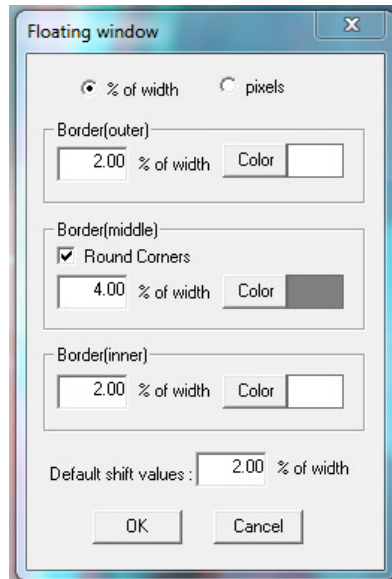 Floating window
% of width pixels
Border(outer)
2.00 % of width Color
Border(middle)
Round Corners
4.00 % of width Color
Border(inner)
2.00 % of width Color
Default shift values : 2.00 % of width
OK Cancel